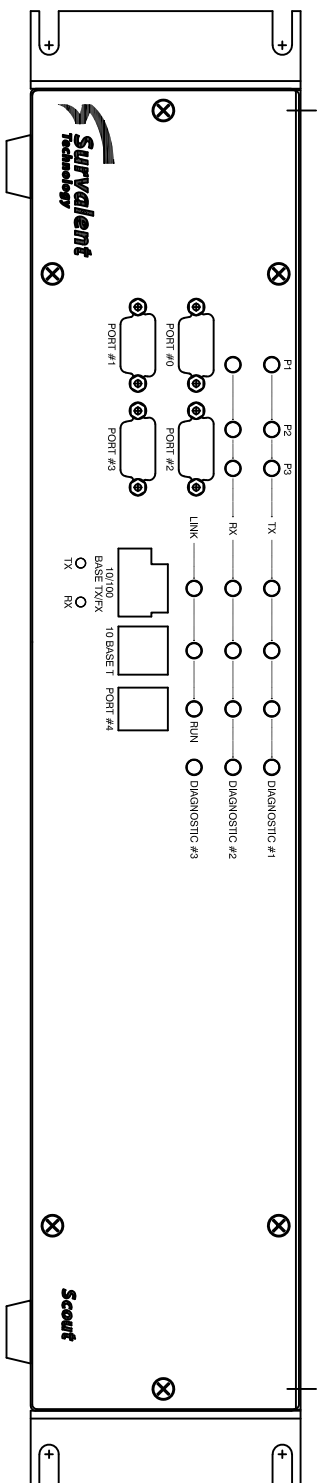 Survalent
Technology
P1 P2 P3 TX DIAGNOSTIC #1
RX DIAGNOSTIC #2
LINK RUN DIAGNOSTIC #3
PORT #0 PORT #2
PORT #1 PORT #3
10/100
BASE TX/FX
10 BASE T
PORT #4
TX RX
Scout